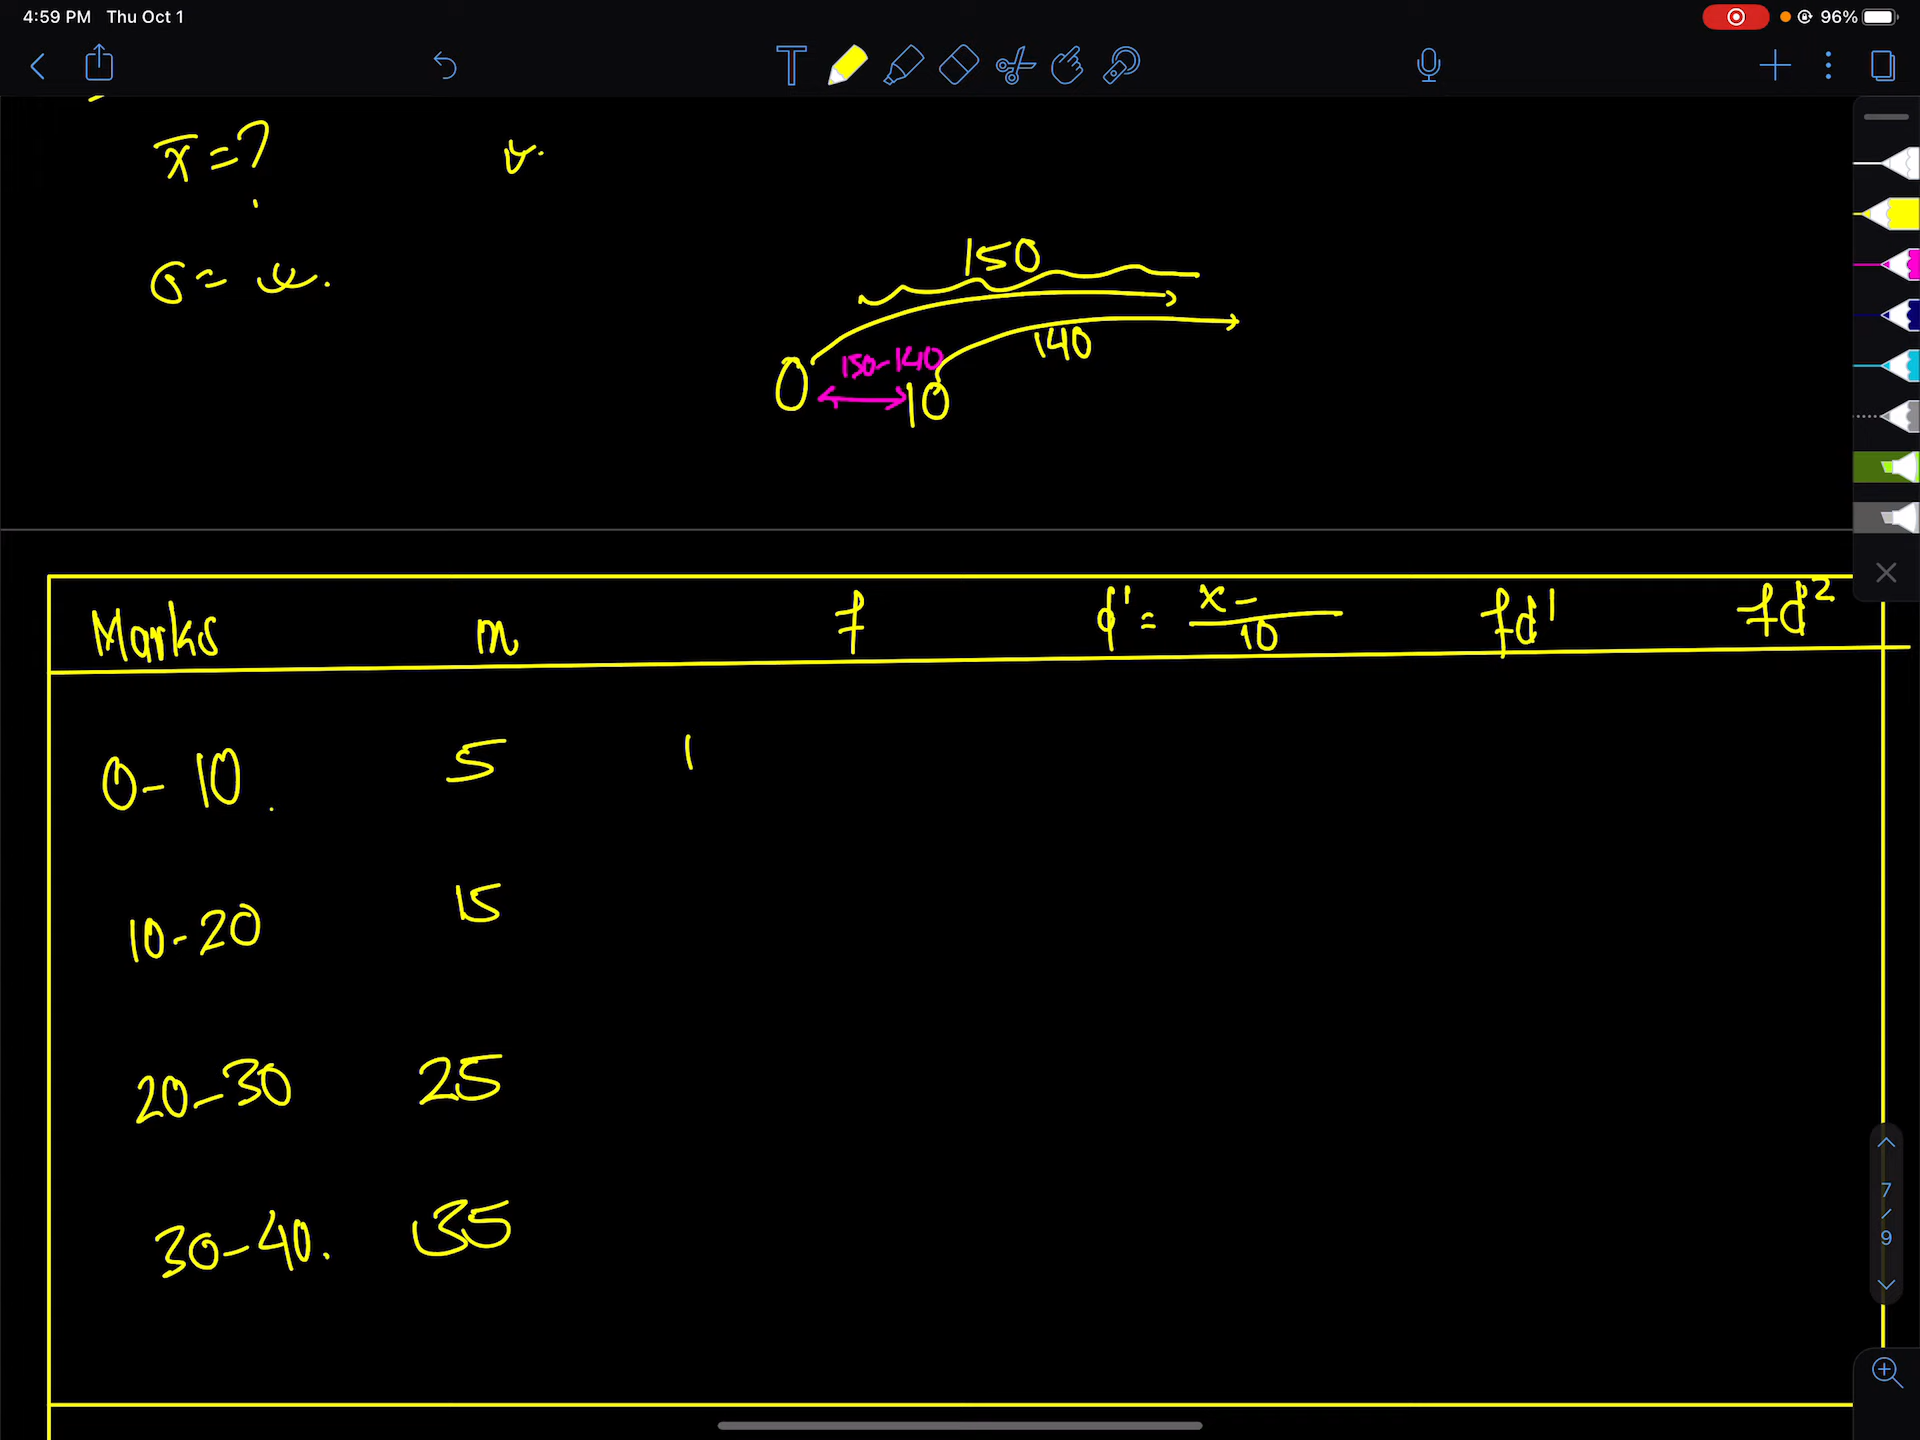 4:59 PM Thu Oct 1
96%
T
x̄ = ?
σ =
150
150-140
140
0
10
Marks m f d' = x- / 10 fd' fd'²
0- 10 5 1
10-20 15
20-30 25
30-40. 35
7
/
9